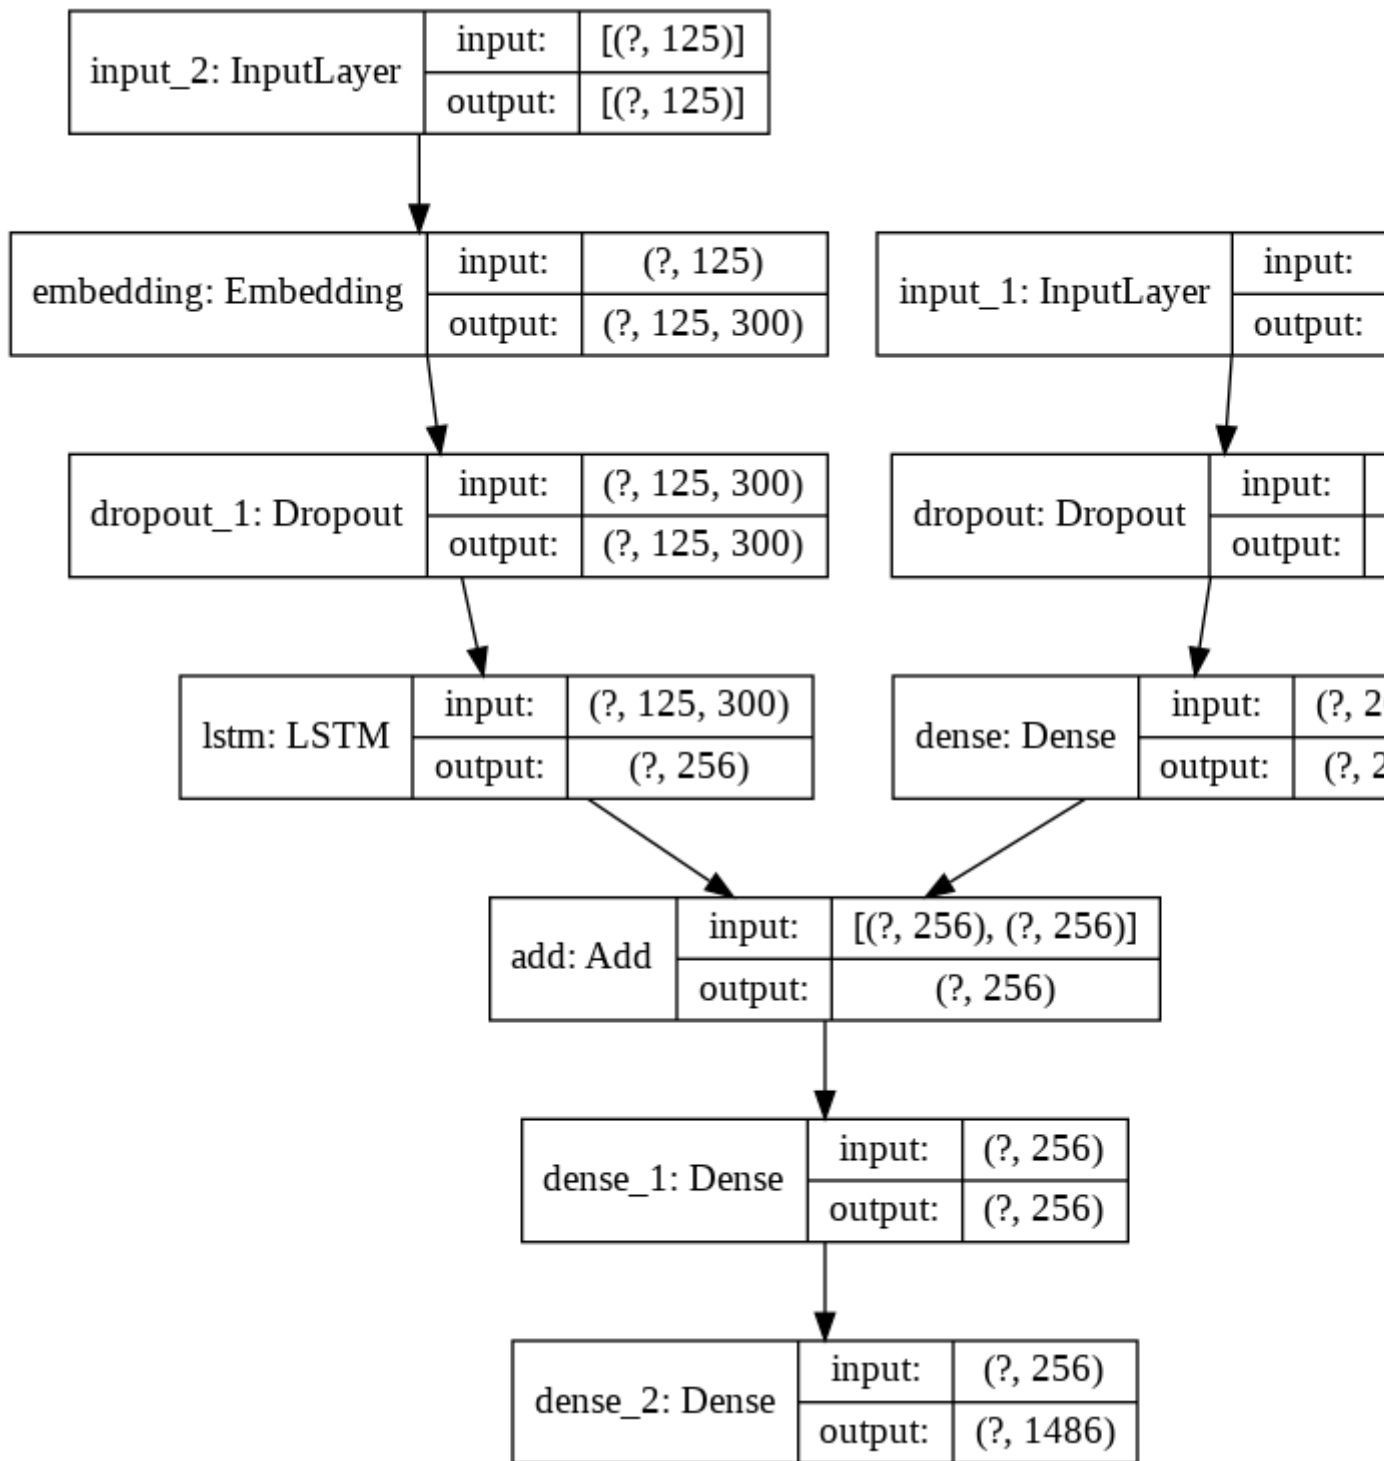 input_2: InputLayer
input: [(?, 125)]
output: [(?, 125)]
embedding: Embedding
input: (?, 125)
output: (?, 125, 300)
input_1: InputLayer
input:
output:
dropout_1: Dropout
input: (?, 125, 300)
output: (?, 125, 300)
dropout: Dropout
input:
output:
lstm: LSTM
input: (?, 125, 300)
output: (?, 256)
dense: Dense
input: (?, 2
output: (?, 2
add: Add
input: [(?, 256), (?, 256)]
output: (?, 256)
dense_1: Dense
input: (?, 256)
output: (?, 256)
dense_2: Dense
input: (?, 256)
output: (?, 1486)